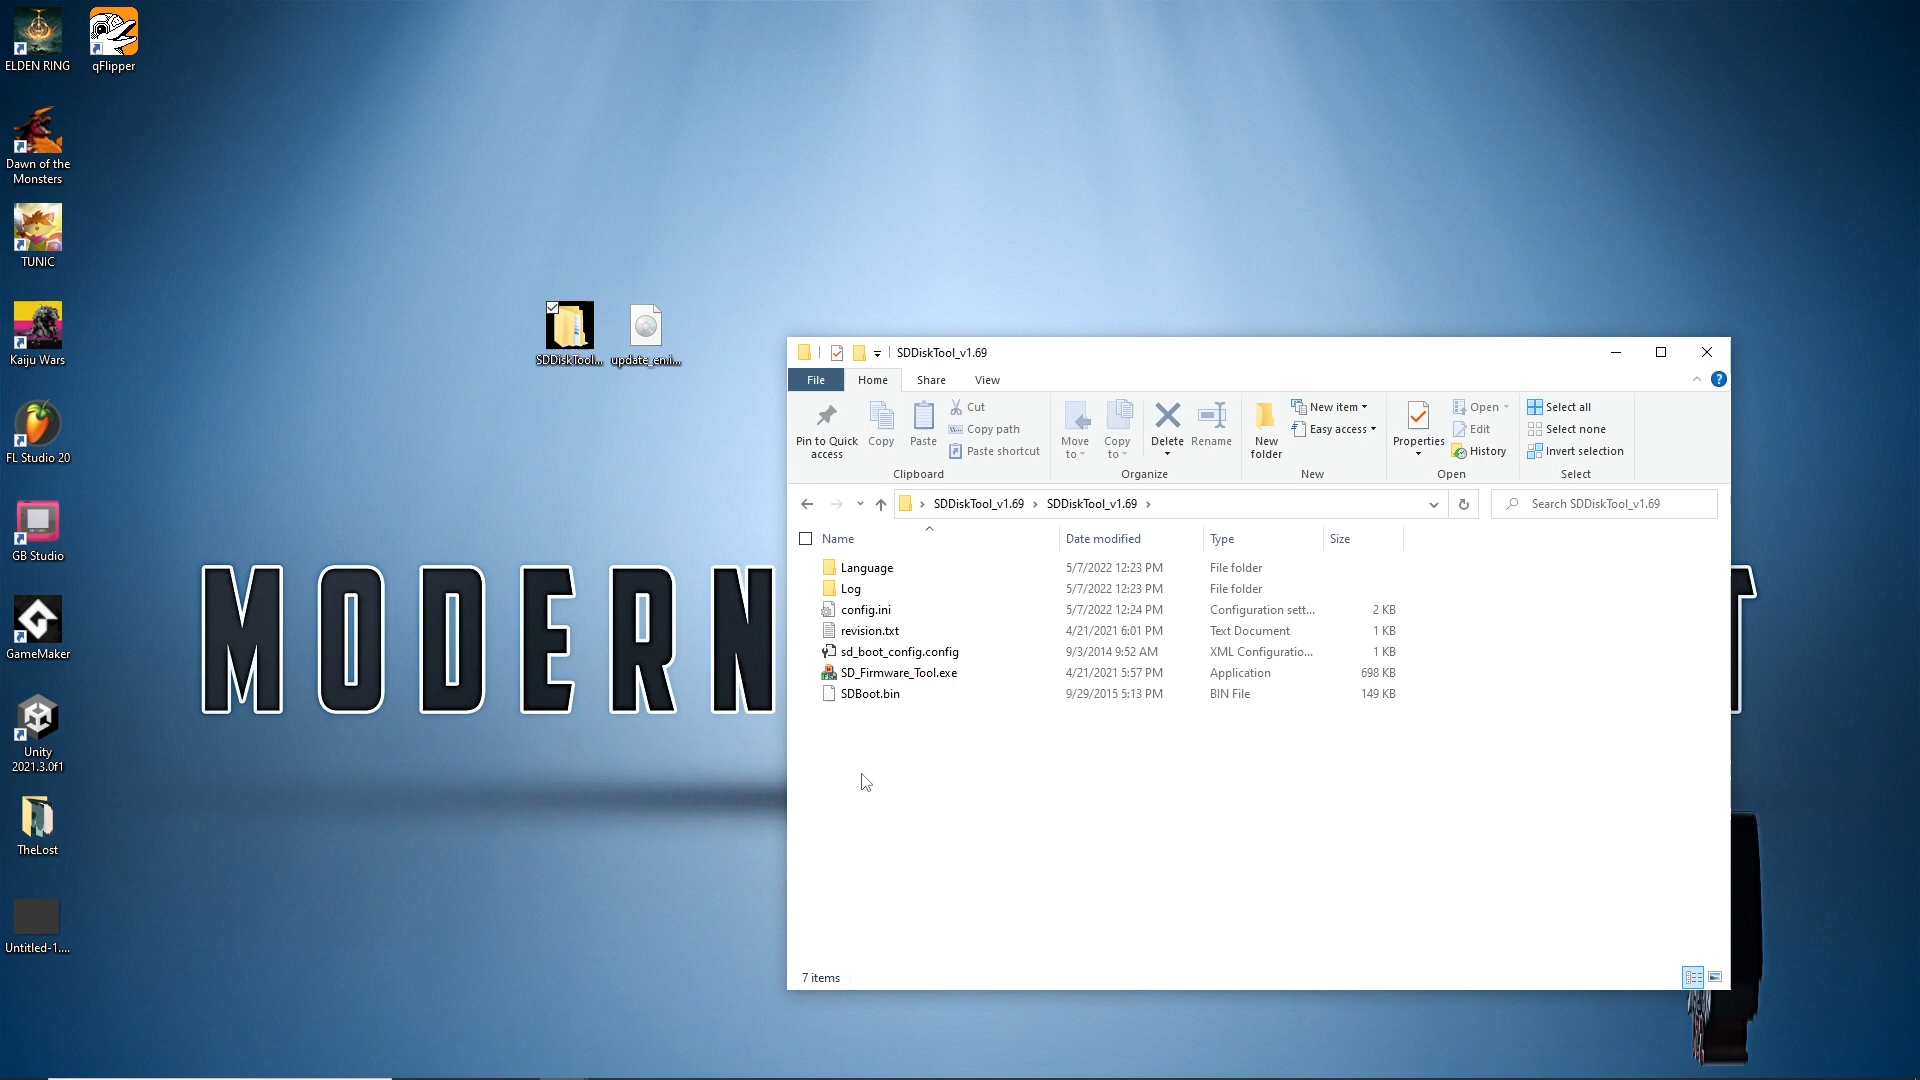 ELDEN RING
qFlipper
Dawn of the
Monsters
TUNIC
Kaiju Wars
FL Studio 20
GB Studio
GameMaker
Unity
2021.3.0f1
TheLost
Untitled-1....
SDDiskTool...
update_emi...
MODERN
SDDiskTool_v1.69
File
Home
Share
View
Pin to Quick
access
Copy
Paste
Cut
Copy path
Paste shortcut
Clipboard
Move
to
Copy
to
Delete
Rename
Organize
New
folder
New item
Easy access
New
Properties
Open
Edit
History
Open
Select all
Select none
Invert selection
Select
SDDiskTool_v1.69 › SDDiskTool_v1.69 ›
Search SDDiskTool_v1.69
Name Date modified Type Size
Language 5/7/2022 12:23 PM File folder
Log 5/7/2022 12:23 PM File folder
config.ini 5/7/2022 12:24 PM Configuration sett... 2 KB
revision.txt 4/21/2021 6:01 PM Text Document 1 KB
sd_boot_config.config 9/3/2014 9:52 AM XML Configuratio... 1 KB
SD_Firmware_Tool.exe 4/21/2021 5:57 PM Application 698 KB
SDBoot.bin 9/29/2015 5:13 PM BIN File 149 KB
7 items